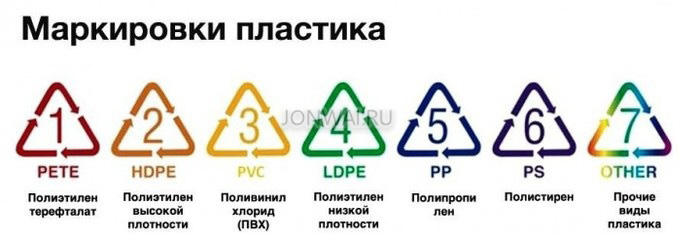 Маркировки пластика
1 2 3 4 5 6 7
JONWAI.RU
PETE HDPE PVC LDPE PP PS OTHER
Полиэтилен терефталат
Полиэтилен высокой плотности
Поливинил хлорид (ПВХ)
Полиэтилен низкой плотности
Полипропи лен
Полистирен
Прочие виды пластика